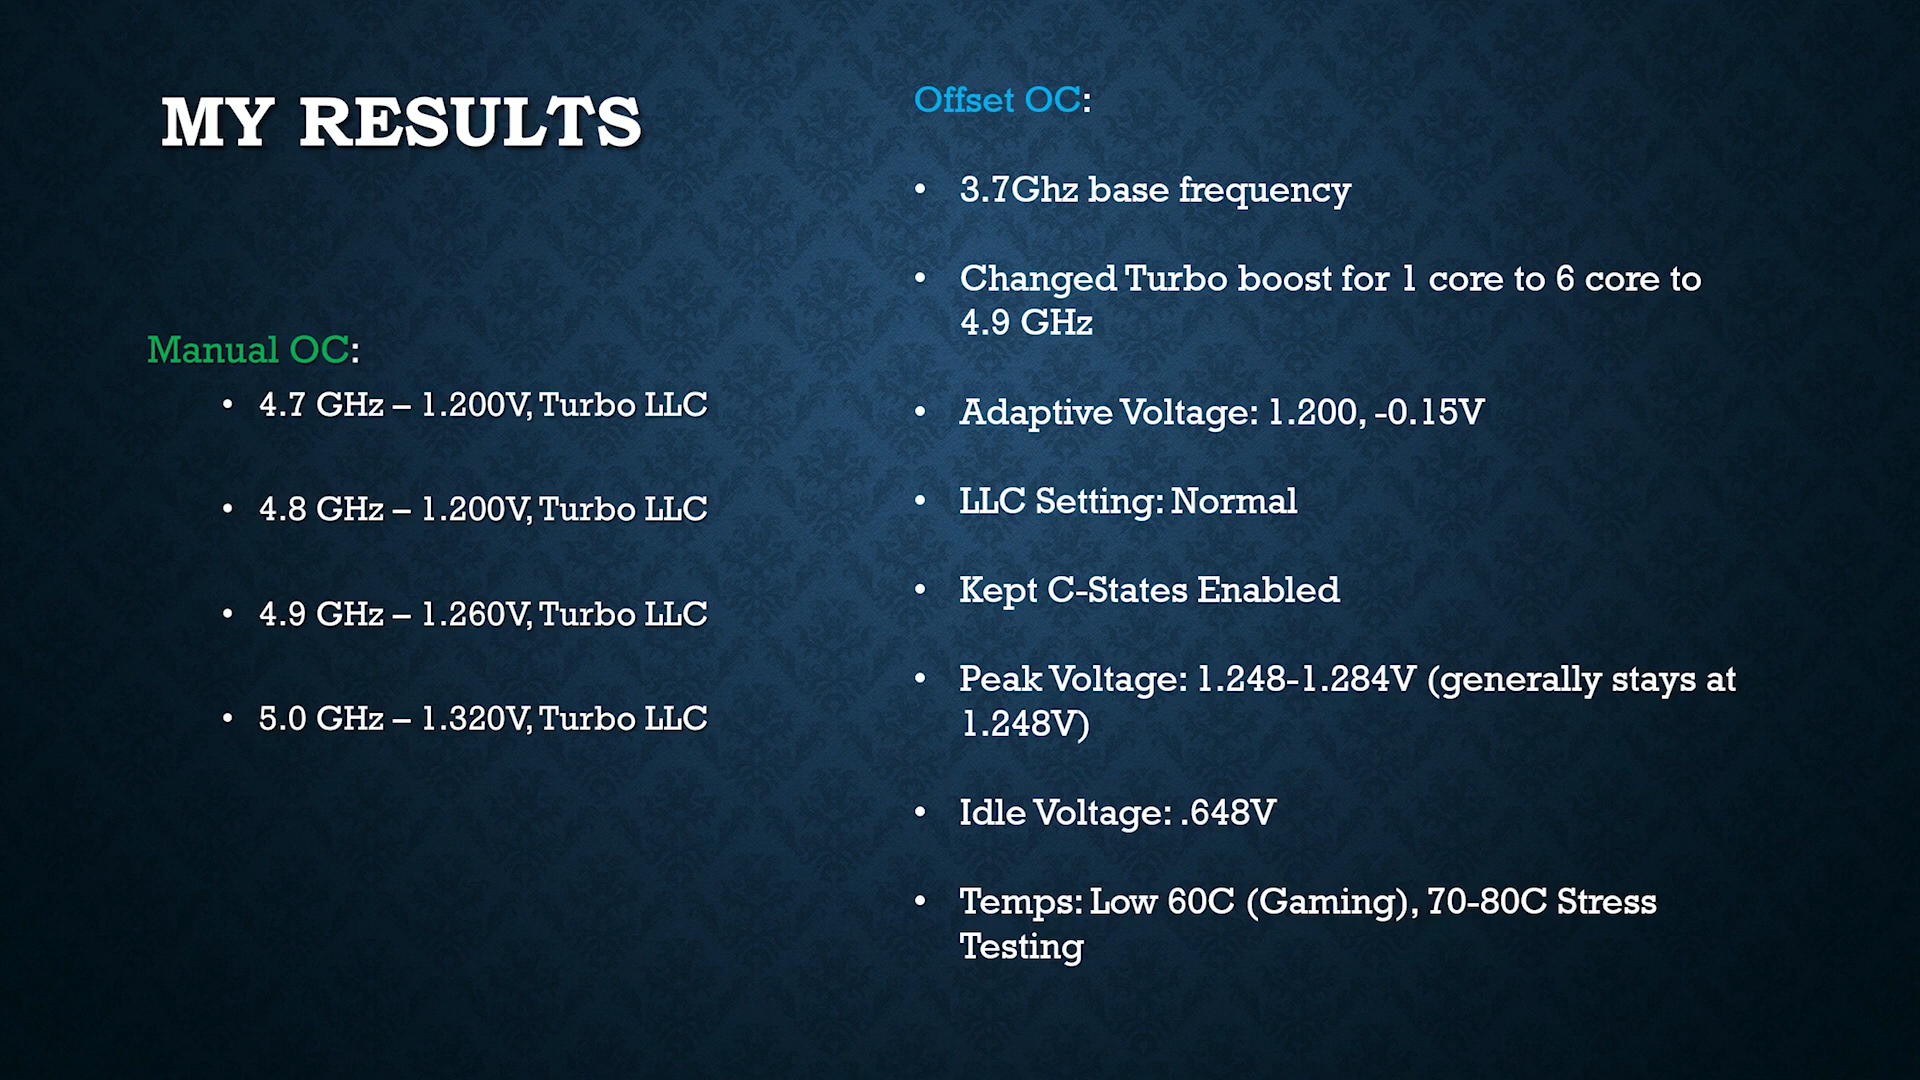 MY RESULTS
Manual OC:
• 4.7 GHz – 1.200V, Turbo LLC
• 4.8 GHz – 1.200V, Turbo LLC
• 4.9 GHz – 1.260V, Turbo LLC
• 5.0 GHz – 1.320V, Turbo LLC
Offset OC:
• 3.7Ghz base frequency
• Changed Turbo boost for 1 core to 6 core to
4.9 GHz
• Adaptive Voltage: 1.200, -0.15V
• LLC Setting: Normal
• Kept C-States Enabled
• Peak Voltage: 1.248-1.284V (generally stays at
1.248V)
• Idle Voltage: .648V
• Temps: Low 60C (Gaming), 70-80C Stress
Testing